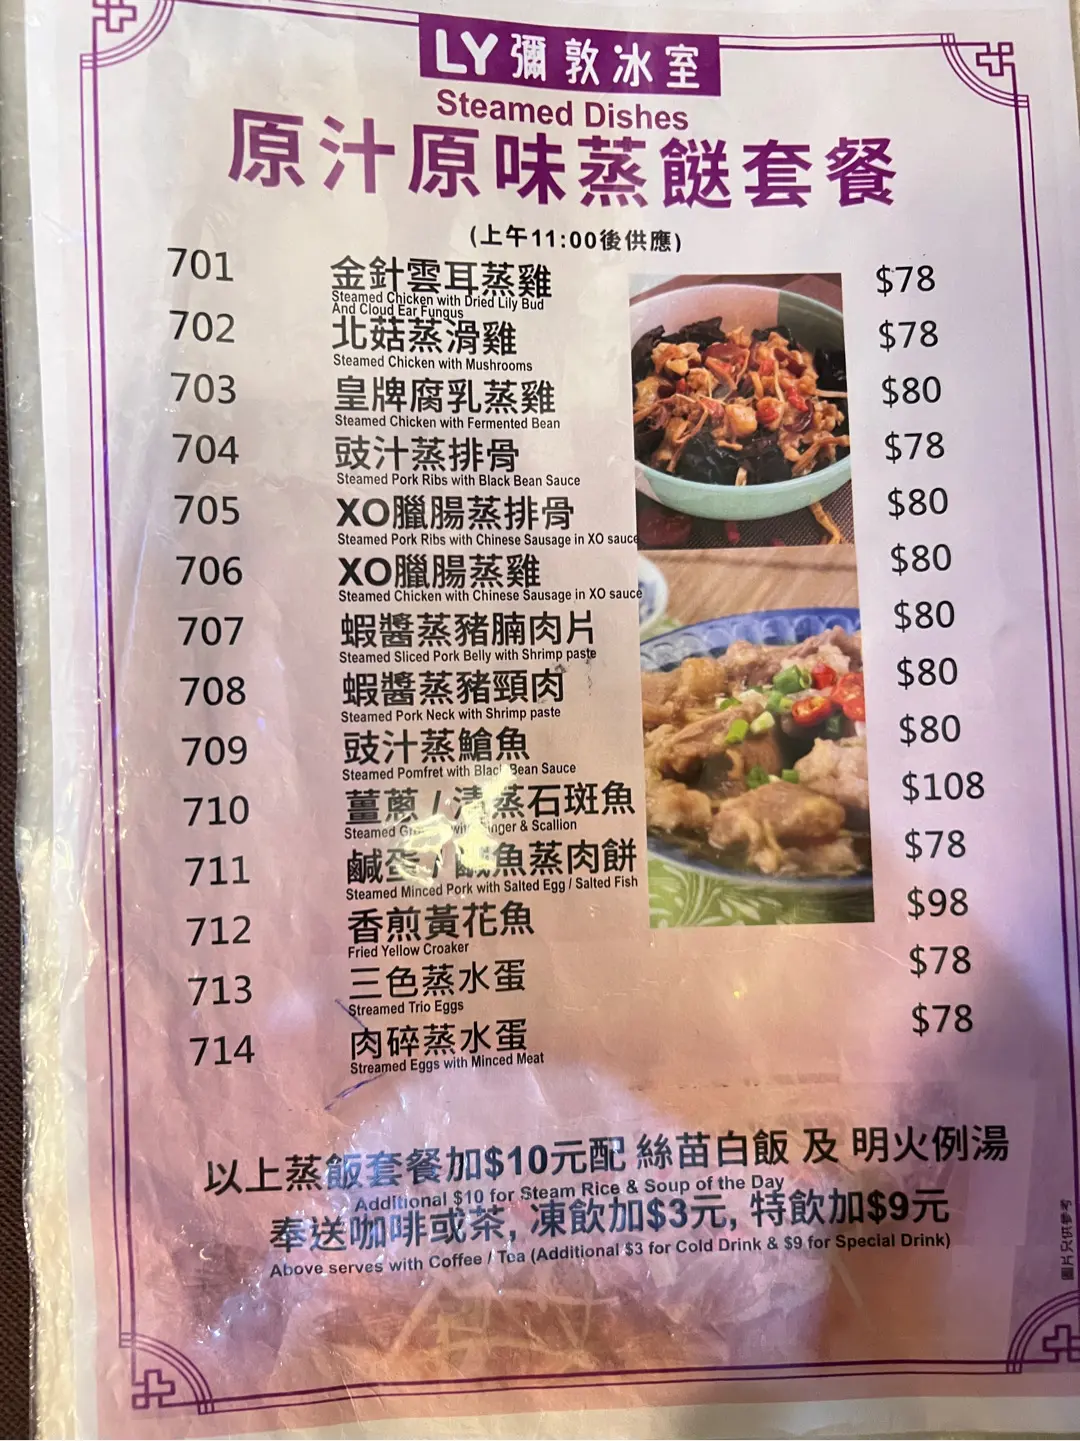 LY彌敦冰室
Steamed Dishes
原汁原味蒸餸套餐
(上午11:00後供應)
701 金針雲耳蒸雞 $78
Steamed Chicken with Dried Lily Bud
And Cloud Ear Fungus
702 北菇蒸滑雞 $78
Steamed Chicken with Mushrooms
703 皇牌腐乳蒸雞 $80
Steamed Chicken with Fermented Bean
704 豉汁蒸排骨 $78
Steamed Pork Ribs with Black Bean Sauce
705 XO臘腸蒸排骨 $80
Steamed Pork Ribs with Chinese Sausage in XO sauce
706 XO臘腸蒸雞 $80
Steamed Chicken with Chinese Sausage in XO sauce
707 蝦醬蒸豬腩肉片 $80
Steamed Sliced Pork Belly with Shrimp paste
708 蝦醬蒸豬頸肉 $80
Steamed Pork Neck with Shrimp paste
709 豉汁蒸鯧魚 $80
Steamed Pomfret with Black Bean Sauce
710 薑蔥 / 清蒸石斑魚 $108
Steamed with Ginger & Scallion
711 鹹蛋 / 鹹魚蒸肉餅 $78
Steamed Minced Pork with Salted Egg / Salted Fish
712 香煎黃花魚 $98
Fried Yellow Croaker
713 三色蒸水蛋 $78
Streamed Trio Eggs
714 肉碎蒸水蛋 $78
Streamed Eggs with Minced Meat
以上蒸飯套餐加$10元配 絲苗白飯 及 明火例湯
Additional $10 for Steam Rice & Soup of the Day
奉送咖啡或茶, 凍飲加$3元, 特飲加$9元
Above serves with Coffee / Tea (Additional $3 for Cold Drink & $9 for Special Drink)
圖片只供參考